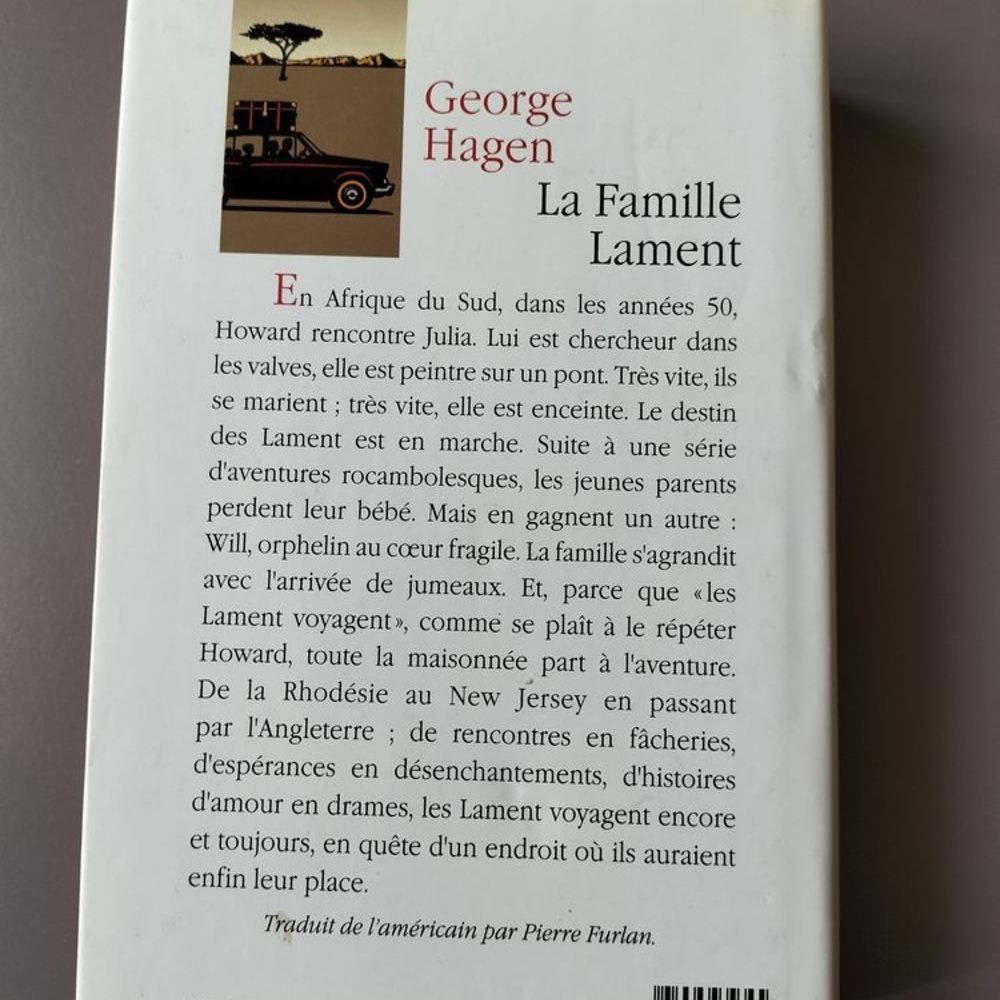 George
Hagen
La Famille
Lament
En Afrique du Sud, dans les années 50,
Howard rencontre Julia. Lui est chercheur dans
les valves, elle est peintre sur un pont. Très vite, ils
se marient ; très vite, elle est enceinte. Le destin
des Lament est en marche. Suite à une série
d'aventures rocambolesques, les jeunes parents
perdent leur bébé. Mais en gagnent un autre :
Will, orphelin au cœur fragile. La famille s'agrandit
avec l'arrivée de jumeaux. Et, parce que «les
Lament voyagent», comme se plaît à le répéter
Howard, toute la maisonnée part à l'aventure.
De la Rhodésie au New Jersey en passant
par l'Angleterre ; de rencontres en fâcheries,
d'espérances en désenchantements, d'histoires
d'amour en drames, les Lament voyagent encore
et toujours, en quête d'un endroit où ils auraient
enfin leur place.
Traduit de l'américain par Pierre Furlan.